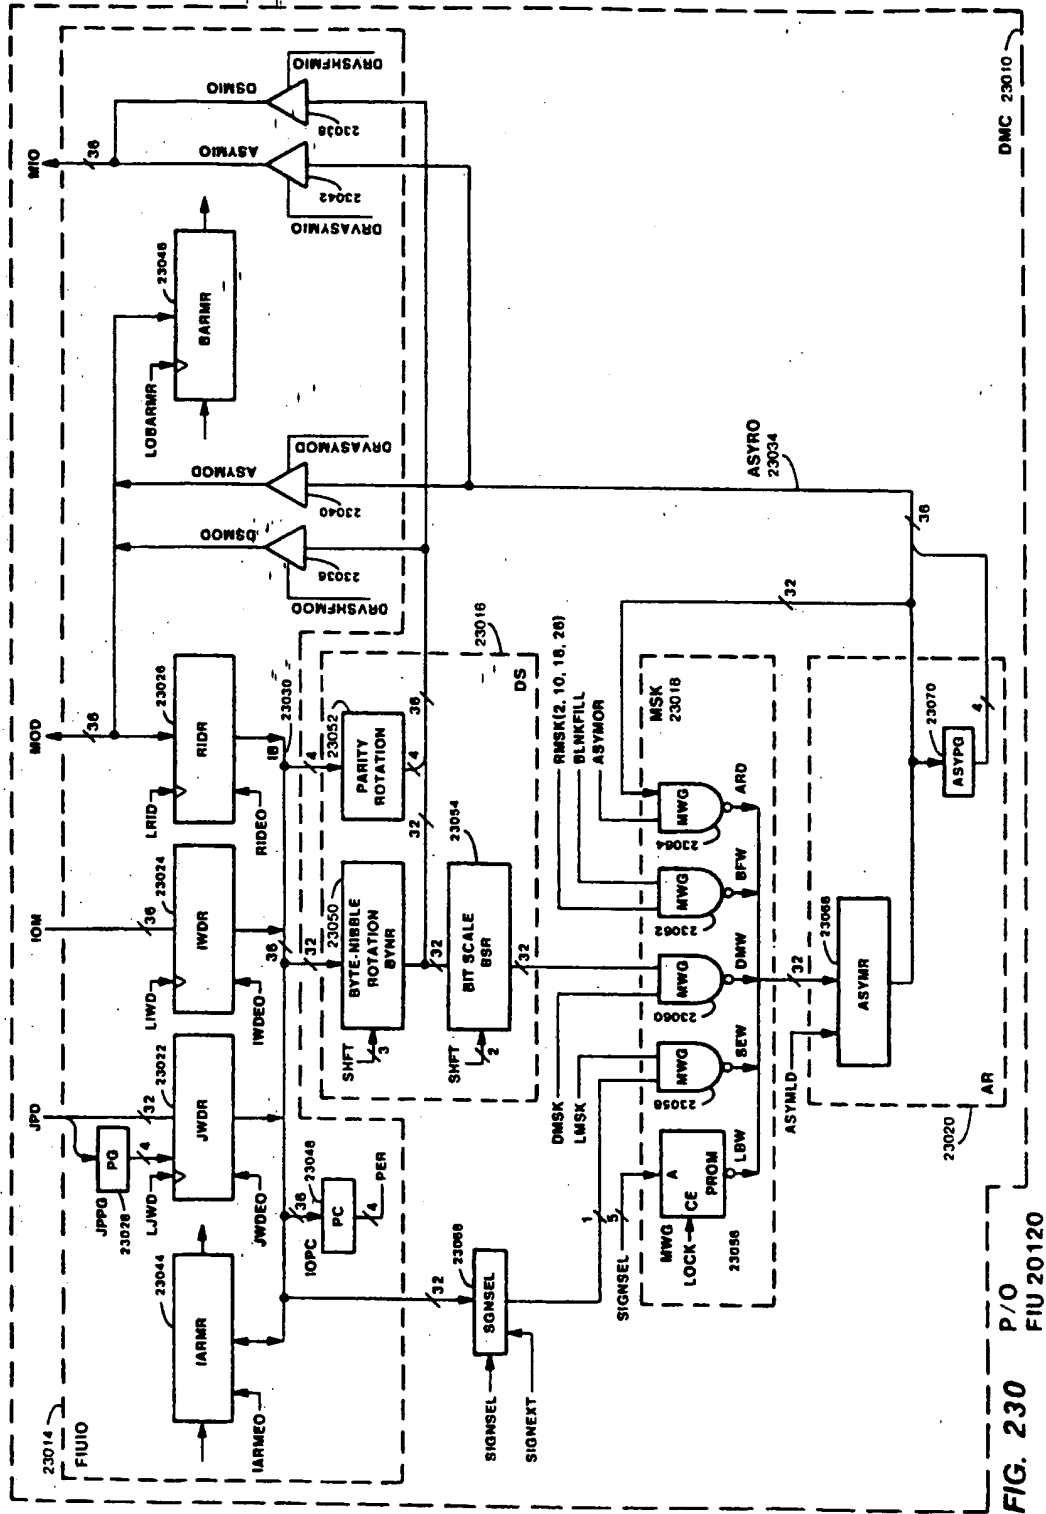 MIO
36
MOD
36
IOM
36
JPD
32
DSMIO
DRVSHFMIO
23038
ASYMIO
23042
DRVASYMIO
23046
BARMR
LOBARMR
ASYMOD
DRVASYMOD
23040
DSMOD
23036
DRVSHFMOD
23026
RIDR
LRID
RIDEO
IB
23030
23024
IWDR
LIWD
IWDEO
36
23022
JWDR
LJWD
JWDEO
PG
4
JPPG
23028
23044
IARMR
IARMEO
23014
FIUIO
36
23048
PC
IOPC
4
PER
32
23068
SGNSEL
SIGNSEL
SIGNEXT
4
23052
PARITY
ROTATION
4
36
32
23016
DS
32
23050
BYTE-NIBBLE
ROTATION
BYNR
SHFT
3
32
23054
BIT SCALE
BSR
SHFT
2
32
RMSK(2, 10, 18, 26)
BLNKFILL
ASYMOR
DMSK
LMSK
1
5
SIGNSEL
MSK
23018
MWG
23064
ARD
MWG
23062
BFW
MWG
23060
DMW
MWG
23058
SEW
A
CE
PROM
LBW
MWG
LOCK
23056
32
32
ASYMLD
23066
ASYMR
AR
23020
23070
ASYPG
4
36
ASYRO
23034
DMC 23010
FIG. 230
P/O
FIU 20120